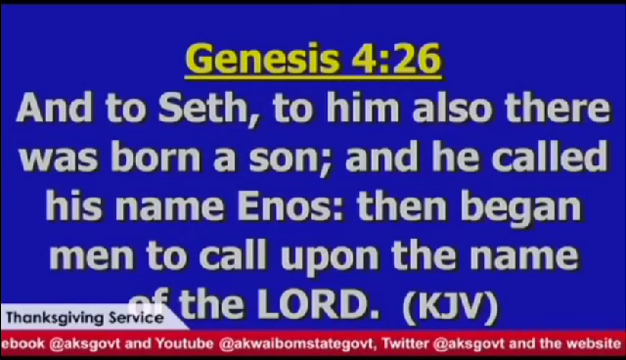 Genesis 4:26
And to Seth, to him also there
was born a son; and he called
his name Enos: then began
men to call upon the name
of the LORD. (KJV)
Thanksgiving Service
ebook @aksgovt and Youtube @akwaibomstategovt, Twitter @aksgovt and the website